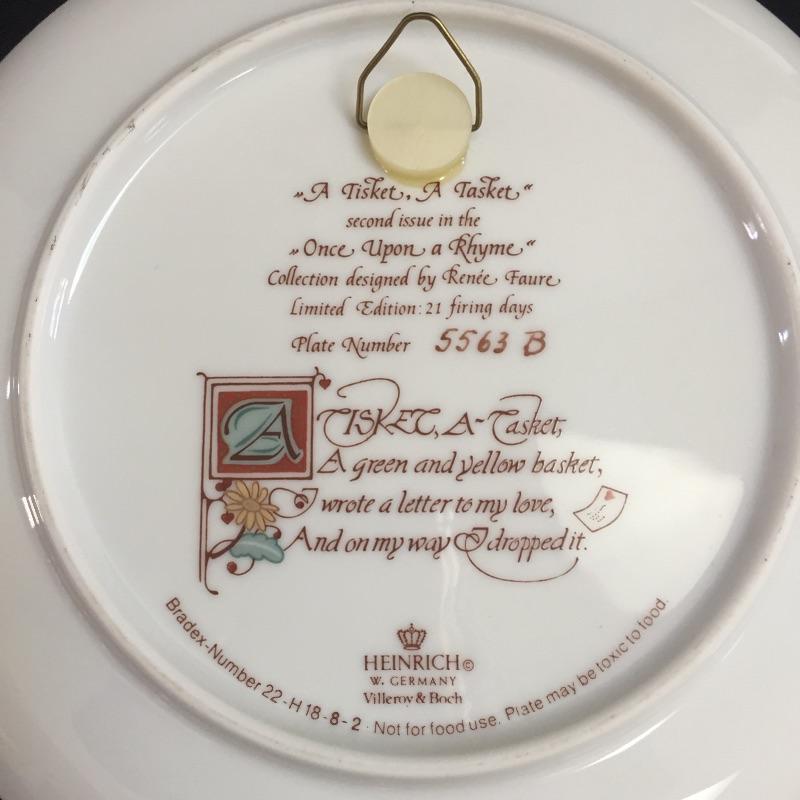 „A Tisket, A Tasket“
second issue in the
„Once Upon a Rhyme“
Collection designed by Renée Faure
Limited Edition: 21 firing days
Plate Number 5563 B
A TISKET, A-Tasket,
A green and yellow basket,
I wrote a letter to my love,
And on my way I dropped it.
HEINRICH©
W. GERMANY
Villeroy & Boch
Bradex-Number 22-H18-8-2 · Not for food use. Plate may be toxic to food.